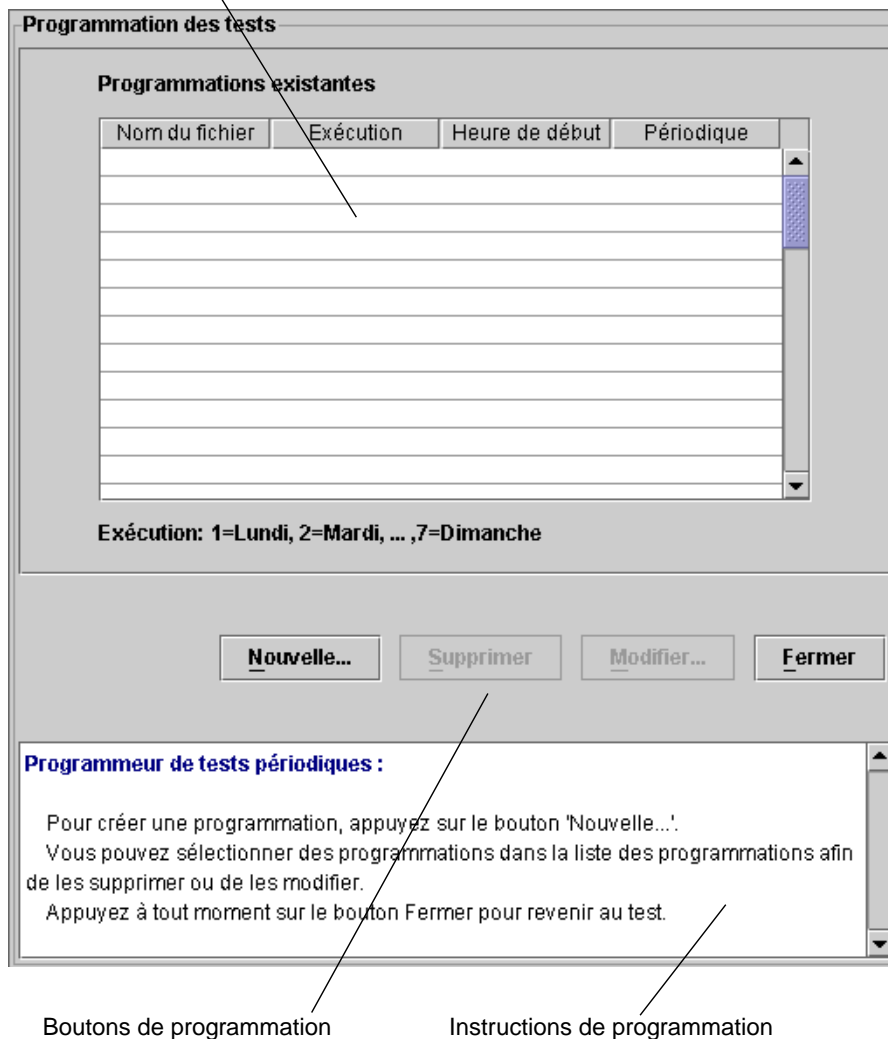 Programmation des tests
Programmations existantes
Nom du fichier Exécution Heure de début Périodique
Exécution: 1=Lundi, 2=Mardi, ... ,7=Dimanche
Nouvelle... Supprimer Modifier... Fermer
Programmeur de tests périodiques :
Pour créer une programmation, appuyez sur le bouton 'Nouvelle...'.
Vous pouvez sélectionner des programmations dans la liste des programmations afin
de les supprimer ou de les modifier.
Appuyez à tout moment sur le bouton Fermer pour revenir au test.
Boutons de programmation Instructions de programmation